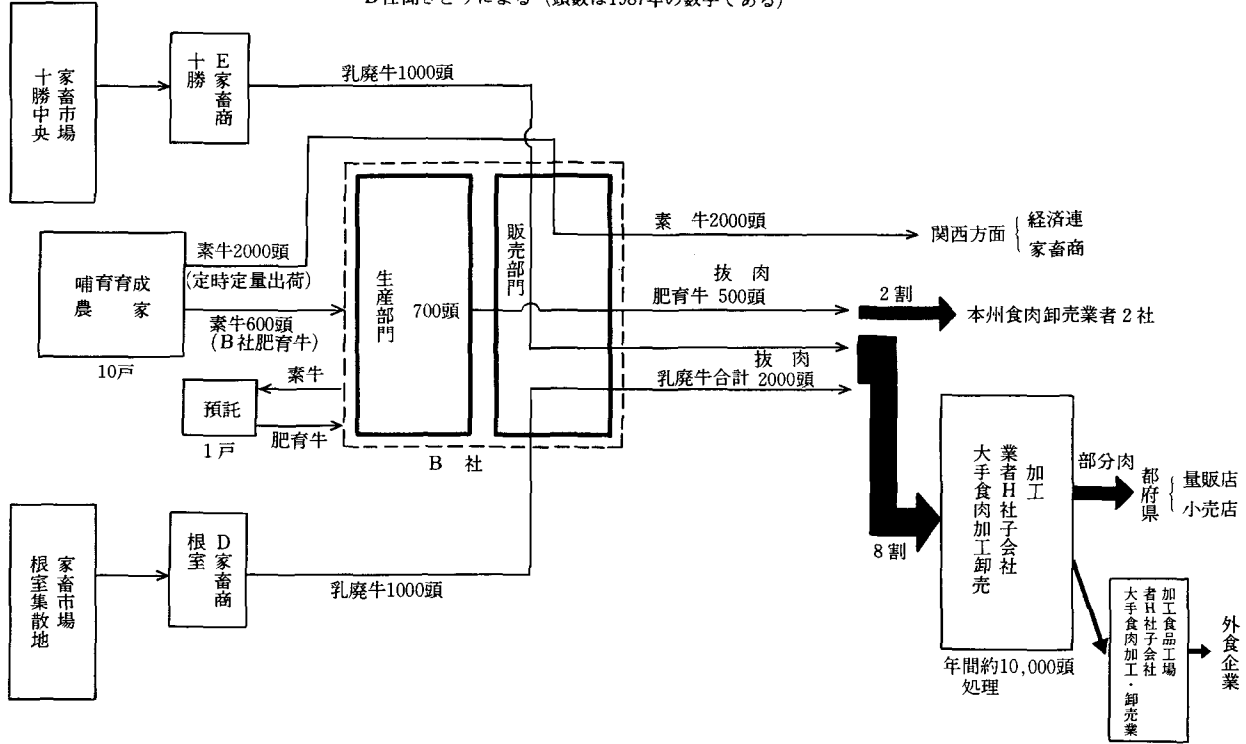 B社聞きとりによる（頭数は1987年の数字である）
十勝中央
家畜市場
十勝
E家畜商
乳廃牛1000頭
哺育育成
農　家
10戸
素牛2000頭
(定時定量出荷)
素牛600頭
(B社肥育牛)
預託
1戸
素牛
肥育牛
生産部門
700頭
販売部門
B　社
根室集散地
家畜市場
根室
D家畜商
乳廃牛1000頭
素　牛2000頭
関西方面
経済連
家畜商
抜　肉
肥育牛 500頭
2割
本州食肉卸売業者2社
抜　肉
乳廃牛合計 2000頭
8割
大手食肉加工卸売
業者H社子会社
加工
年間約10,000頭
処理
部分肉
都府県
量販店
小売店
大手食肉加工・卸売業
者H社子会社
加工食品工場
外食企業